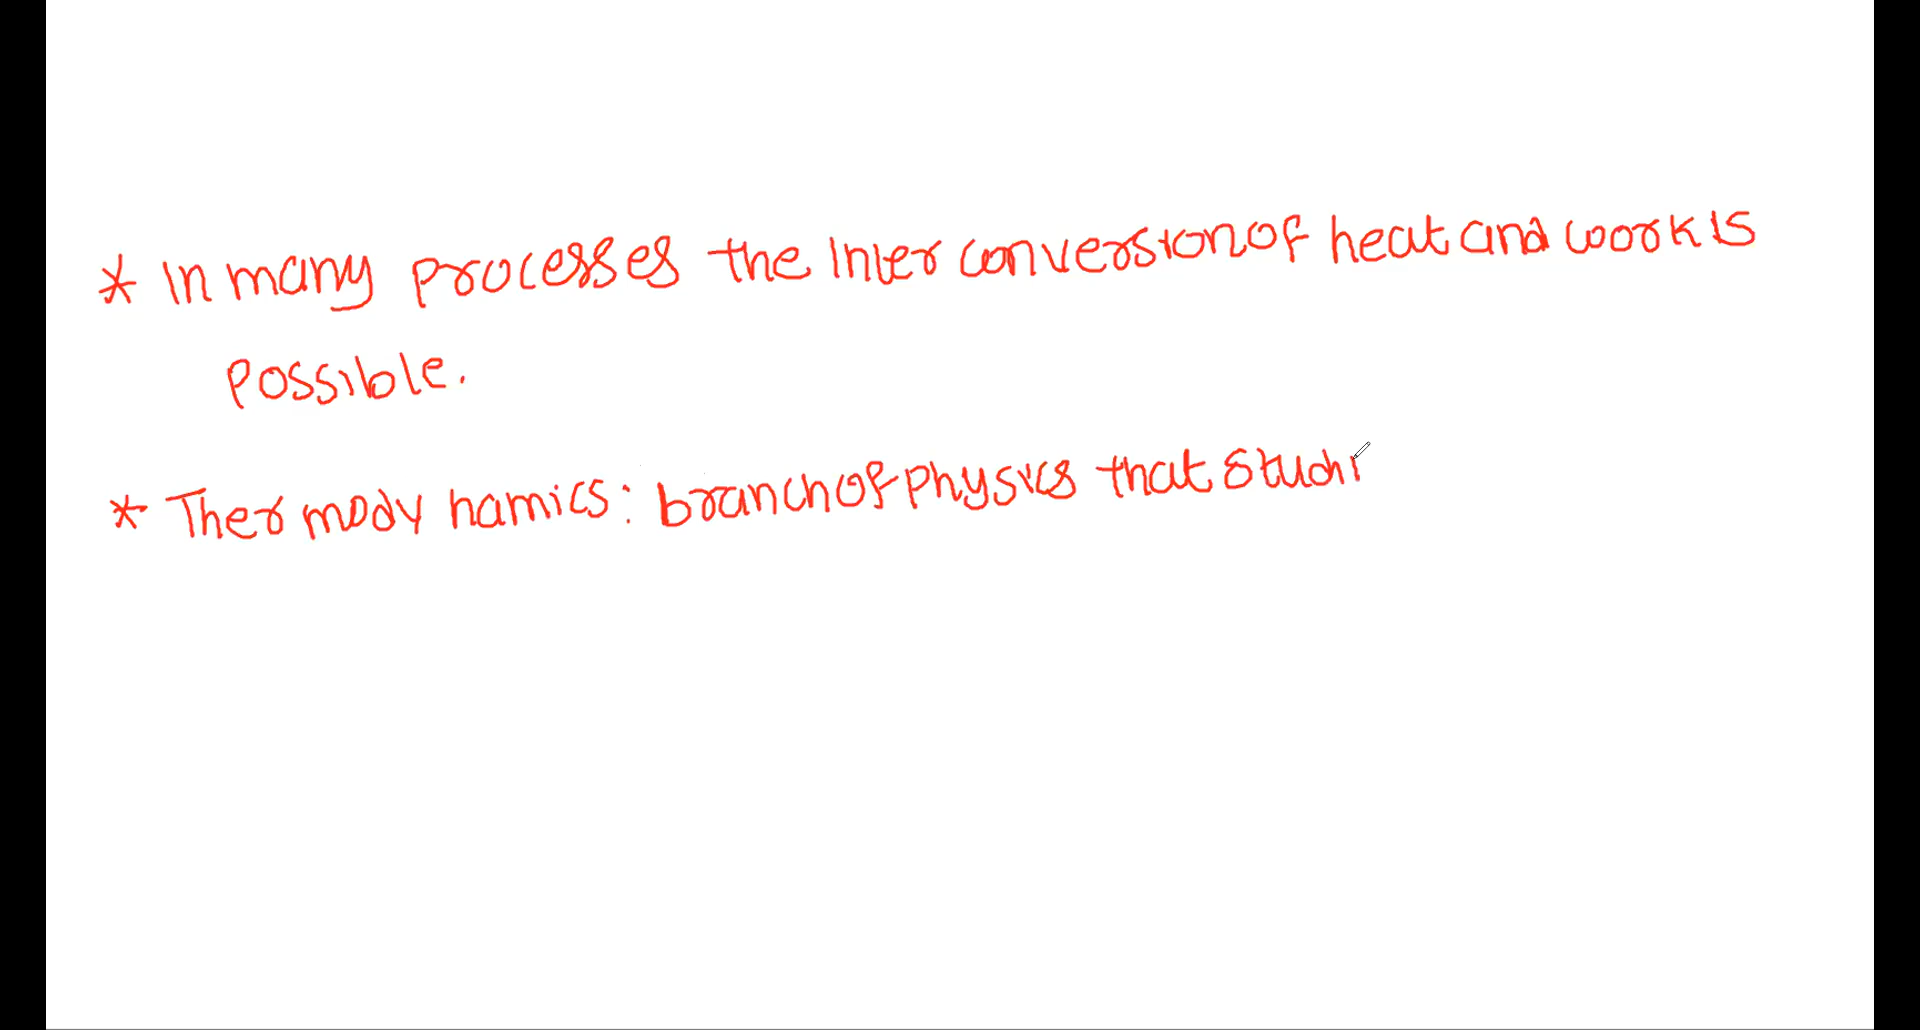 * In many processes the Inter conversion of heat and work is
possible.
* Thermodynamics: branch of physics that studi